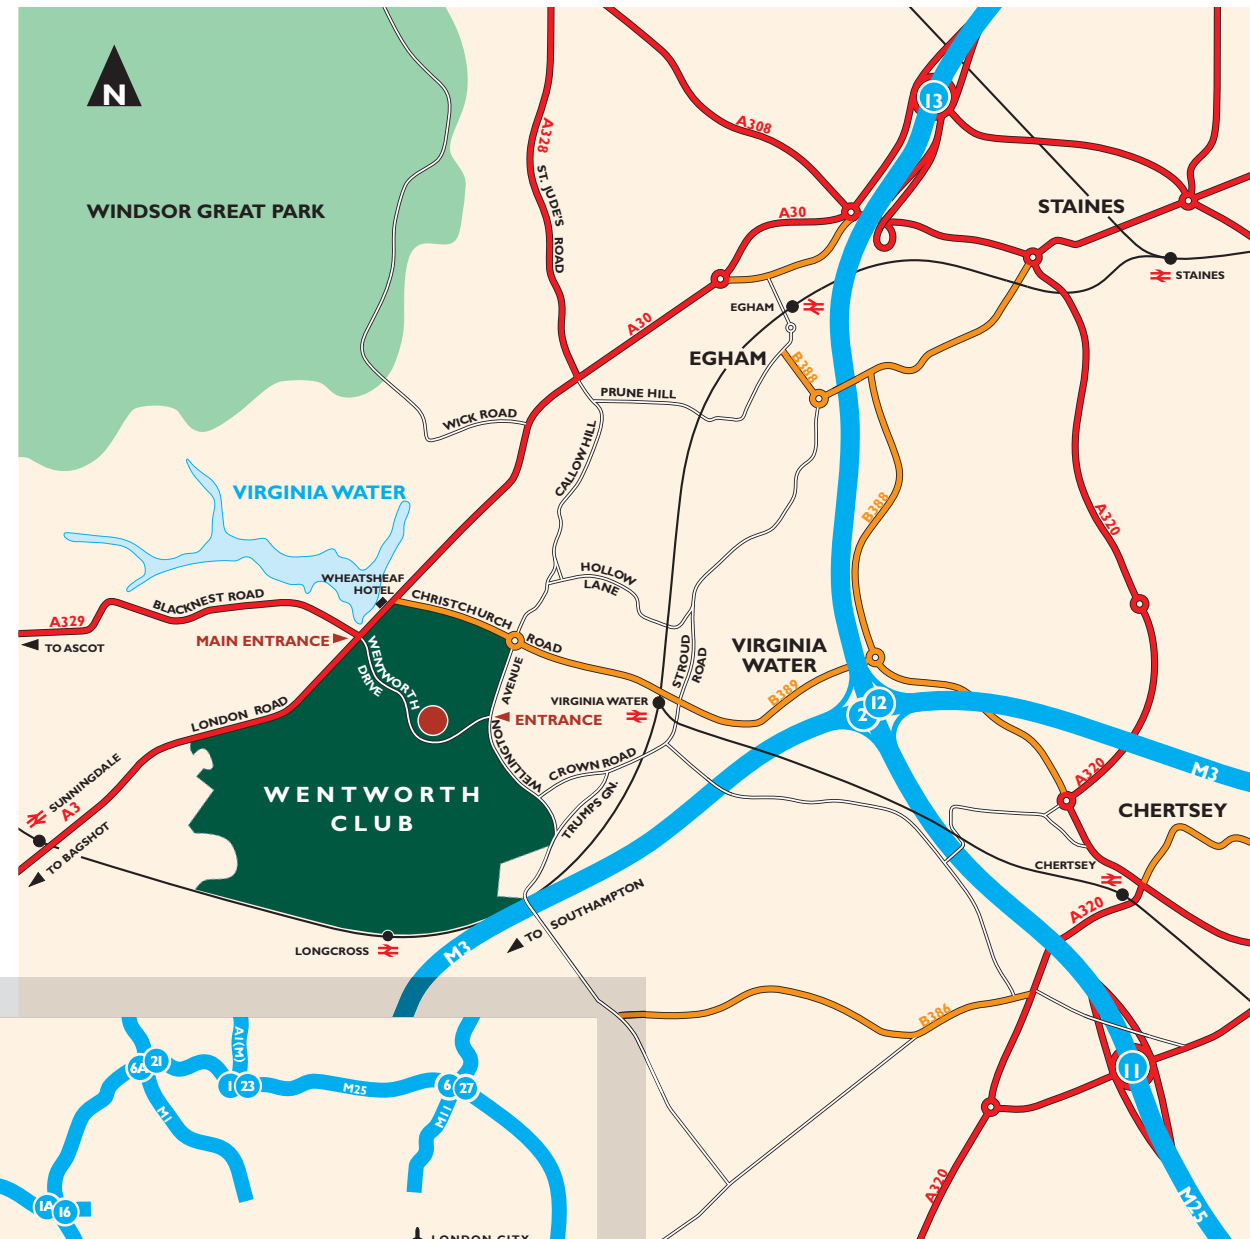 N
WINDSOR GREAT PARK
A328
ST. JUDE'S ROAD
A308
13
STAINES
STAINES
A30
A30
EGHAM
EGHAM
B388
PRUNE HILL
WICK ROAD
CALLOW HILL
VIRGINIA WATER
B388
A320
WHEATSHEAF
HOTEL
HOLLOW
LANE
BLACKNEST ROAD
CHRISTCHURCH ROAD
A329
TO ASCOT
MAIN ENTRANCE
WENTWORTH
DRIVE
STROUD
ROAD
VIRGINIA
WATER
B389
WELLINGTON AVENUE
ENTRANCE
VIRGINIA WATER
12
2
LONDON ROAD
CROWN ROAD
M3
A320
SUNNINGDALE
A3
TO BAGSHOT
WENTWORTH
CLUB
TRUMPS GN.
CHERTSEY
CHERTSEY
A320
TO SOUTHAMPTON
LONGCROSS
M3
B386
11
A320
M25
6A
21
A1(M)
1
23
M25
6
27
M1
M11
1A
16
LONDON CITY